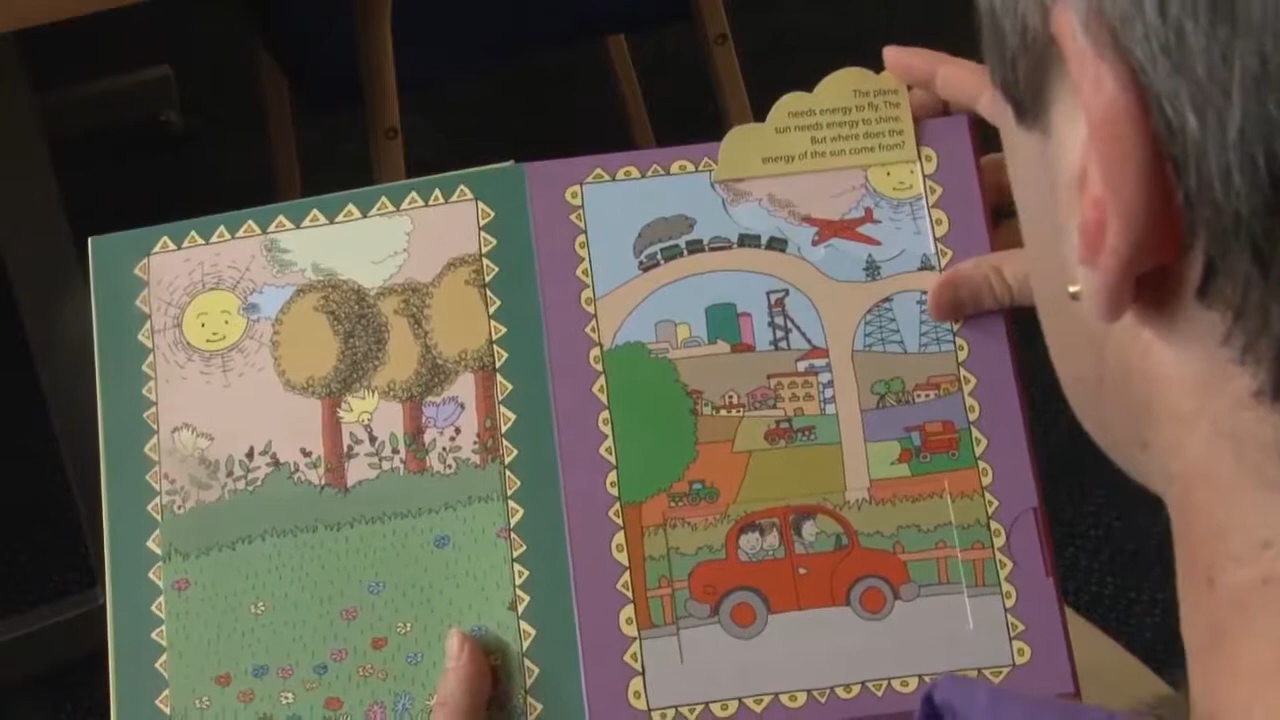 The plane
needs energy to fly. The
sun needs energy to shine.
But where does the
energy of the sun come from?